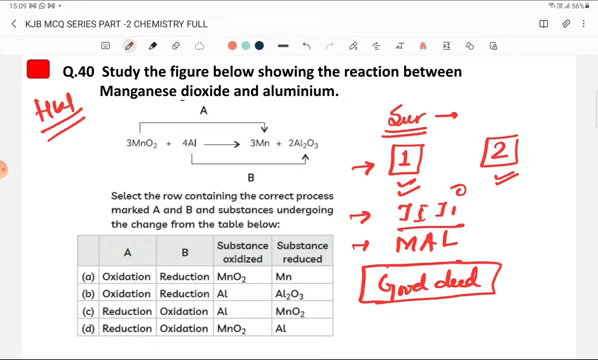 15:09
56%
KJB MCQ SERIES PART -2 CHEMISTRY FULL
Q.40 Study the figure below showing the reaction between
Manganese dioxide and aluminium.
A
3MnO₂ + 4Al → 3Mn + 2Al₂O₃
B
Select the row containing the correct process
marked A and B and substances undergoing
the change from the table below:
A B Substance oxidized Substance reduced
(a) Oxidation Reduction MnO₂ Mn
(b) Oxidation Reduction Al Al₂O₃
(c) Reduction Oxidation Al MnO₂
(d) Reduction Oxidation MnO₂ Al
→
→ 1 2
→
→ MAL
Good deed